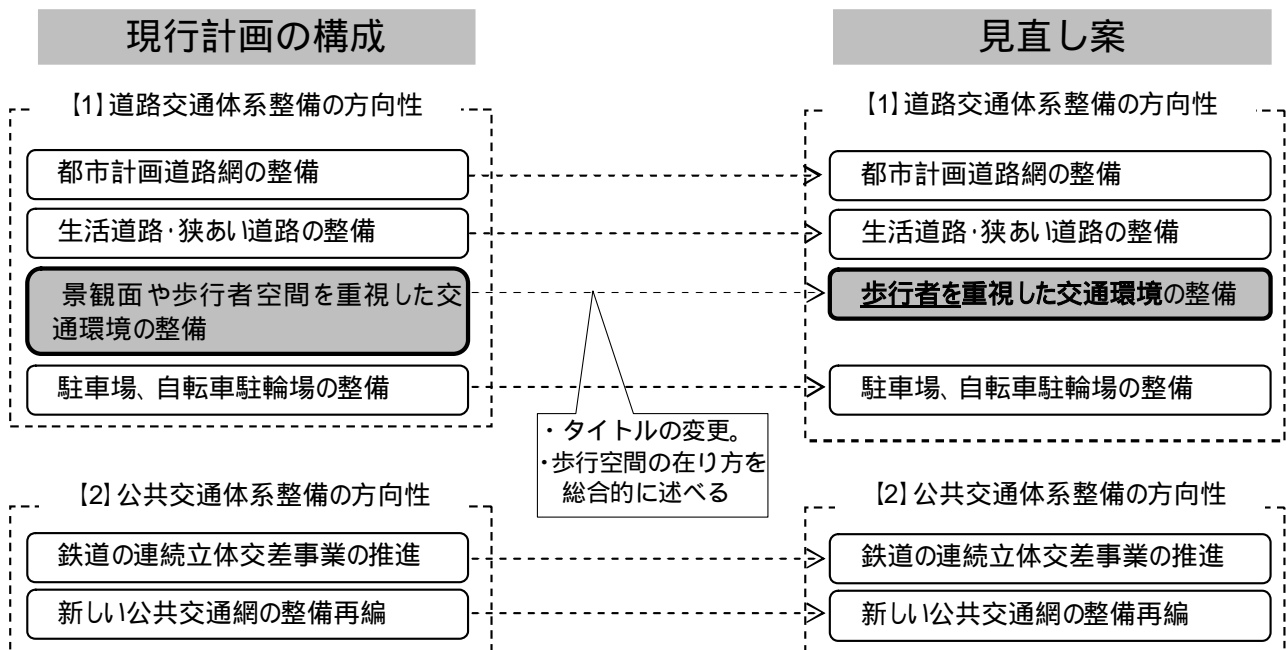 現行計画の構成
【1】道路交通体系整備の方向性
都市計画道路網の整備
生活道路・狭あい道路の整備
景観面や歩行者空間を重視した交
通環境の整備
駐車場、自転車駐輪場の整備
【2】公共交通体系整備の方向性
鉄道の連続立体交差事業の推進
新しい公共交通網の整備再編
・タイトルの変更。
・歩行空間の在り方を
総合的に述べる
見直し案
【1】道路交通体系整備の方向性
都市計画道路網の整備
生活道路・狭あい道路の整備
歩行者を重視した交通環境の整備
駐車場、自転車駐輪場の整備
【2】公共交通体系整備の方向性
鉄道の連続立体交差事業の推進
新しい公共交通網の整備再編